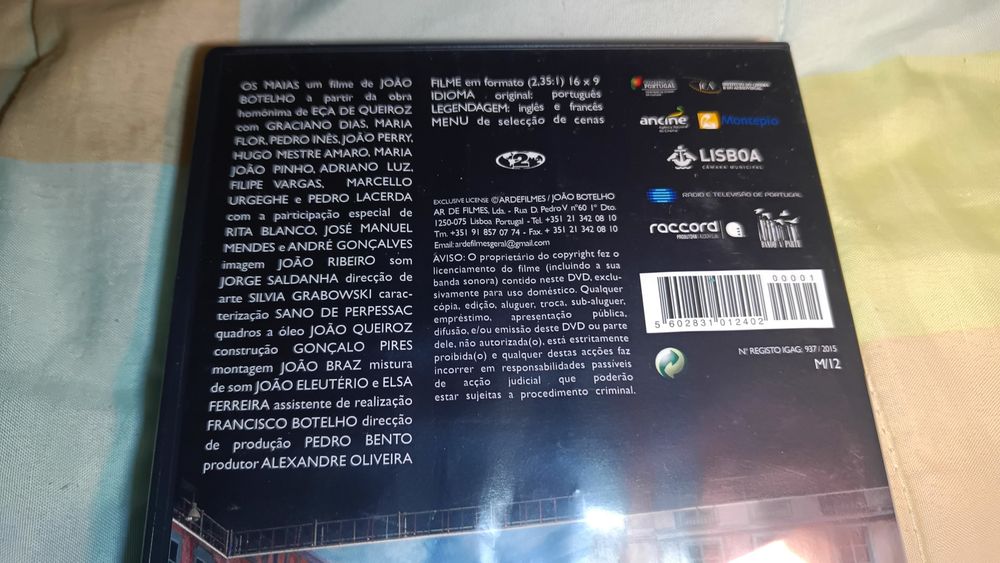 OS MAIAS um filme de JOÃO
BOTELHO a partir da obra
homónima de EÇA DE QUEIROZ
com GRACIANO DIAS, MARIA
FLOR, PEDRO INÊS, JOÃO PERRY,
HUGO MESTRE AMARO, MARIA
JOÃO PINHO, ADRIANO LUZ,
FILIPE VARGAS, MARCELLO
URGEGHE e PEDRO LACERDA
com a participação especial de
RITA BLANCO, JOSÉ MANUEL
MENDES e ANDRÉ GONÇALVES
imagem JOÃO RIBEIRO som
JORGE SALDANHA direcção de
arte SILVIA GRABOWSKI carac-
terização SANO DE PERPESSAC
quadros a óleo JOÃO QUEIROZ
construção GONÇALO PIRES
montagem JOÃO BRAZ mistura
de som JOÃO ELEUTÉRIO e ELSA
FERREIRA assistente de realização
FRANCISCO BOTELHO direcção
de produção PEDRO BENTO
produtor ALEXANDRE OLIVEIRA
FILME em formato (2,35:1) 16 x 9
IDIOMA original: português
LEGENDAGEM: inglês e francês
MENU de selecção de cenas
2
EXCLUSIVE LICENSE ©ARDEFILMES / JOÃO BOTELHO
AR DE FILMES, Lda. - Rua D. Pedro V nº60 1º Dto.
1250-075 Lisboa Portugal - Tel. +351 21 342 08 10
Tm. +351 91 857 07 74 - Fax. + 351 21 342 08 10
Email: ardefilmesgeral@gmail.com
AVISO: O proprietário do copyright fez o
licenciamento do filme (incluindo a sua
banda sonora) contido neste DVD, exclu-
sivamente para uso doméstico. Qualquer
cópia, edição, aluguer, troca, sub-aluguer,
empréstimo, apresentação pública,
difusão, e/ou emissão deste DVD ou parte
dele, não autorizada(o), está estritamente
proibida(o) e qualquer destas acções faz
incorrer em responsabilidades passíveis
de acção judicial que poderão
estar sujeitas a procedimento criminal.
PORTUGAL
ICA
ancine
Montepio
LISBOA
CÂMARA MUNICIPAL
RÁDIO E TELEVISÃO DE PORTUGAL
raccord
BANDO À PARTE
00001
5 602831 012402
Nº REGISTO IGAC: 937 / 2015
M/12